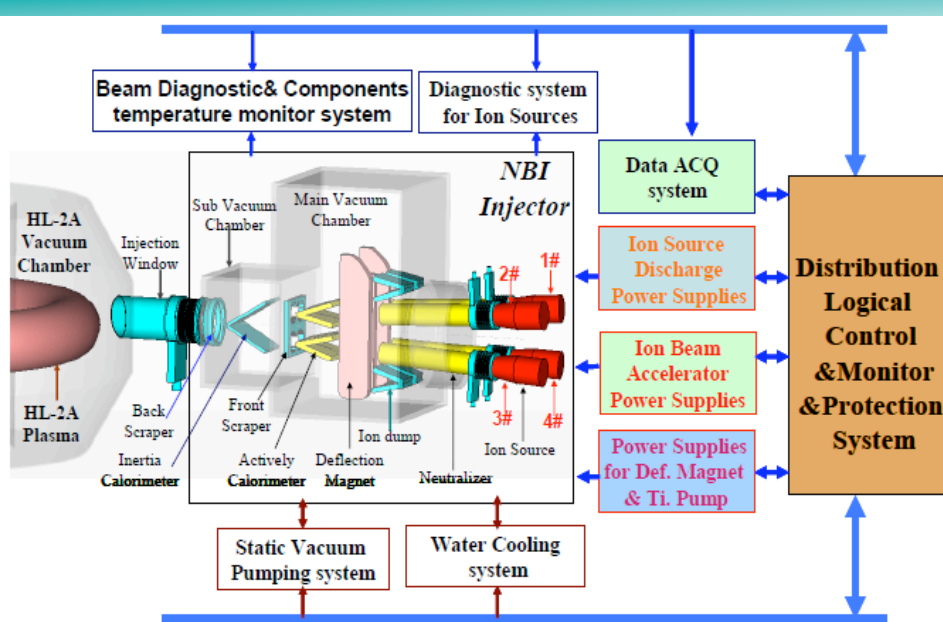 Beam Diagnostic& Components
temperature monitor system
Diagnostic system
for Ion Sources
Data ACQ
system
NBI
Injector
Main Vacuum
Chamber
Sub Vacuum
Chamber
HL-2A
Vacuum
Chamber
Injection
Window
2#
1#
Ion Source
Discharge
Power Supplies
Distribution
Logical
Control
&Monitor
&Protection
System
Ion Beam
Accelerator
Power Supplies
HL-2A
Plasma
Back
Scraper
Inertia
Calorimeter
Front
Scraper
Actively
Calorimeter
Ion dump
Deflection
Magnet
3#
4#
Ion Source
Neutralizer
Power Supplies
for Def. Magnet
& Ti. Pump
Static Vacuum
Pumping system
Water Cooling
system